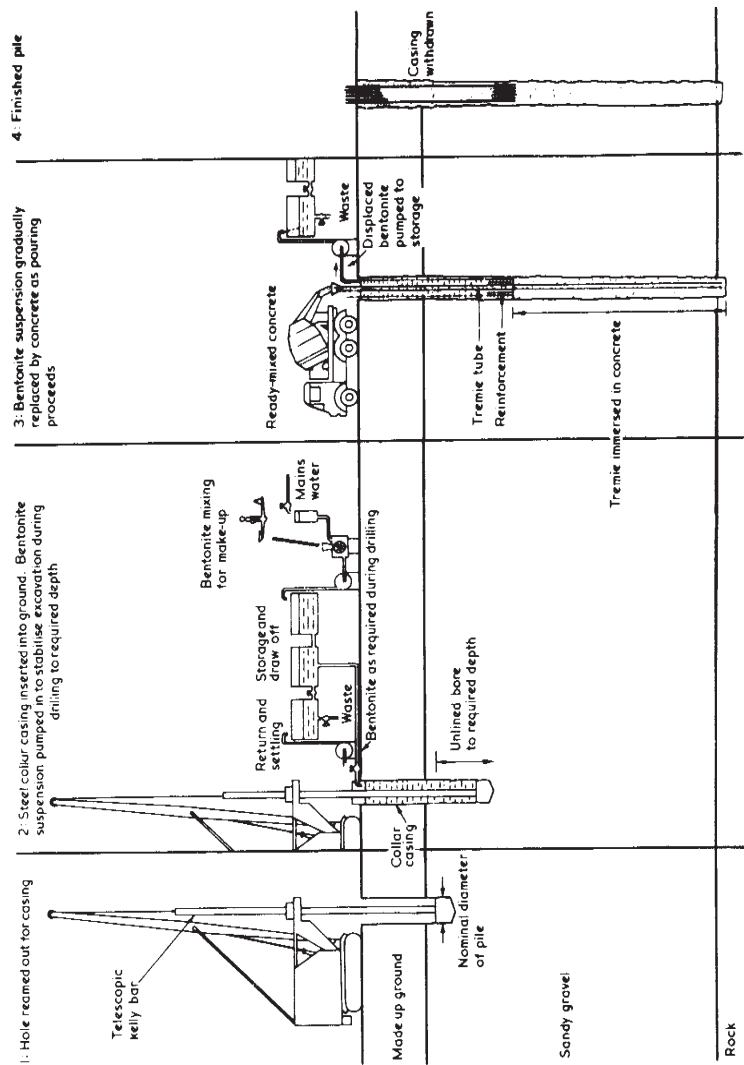 1: Hole reamed out for casing
Telescopic
kelly bar
Made up ground
Nominal diameter
of pile
Sandy gravel
Rock
2: Steel collar casing inserted into ground. Bentonite
suspension pumped in to stabilise excavation during
drilling to required depth
Return and
settling
Storage and
draw off
Bentonite mixing
for make-up
Mains
water
Waste
Bentonite as required during drilling
Collar
casing
Unlined bore
to required depth
3: Bentonite suspension gradually
replaced by concrete as pouring
proceeds
Ready-mixed concrete
Waste
Displaced
bentonite
pumped to
storage
Tremie tube
Reinforcement
Tremie immersed in concrete
4: Finished pile
Casing
withdrawn